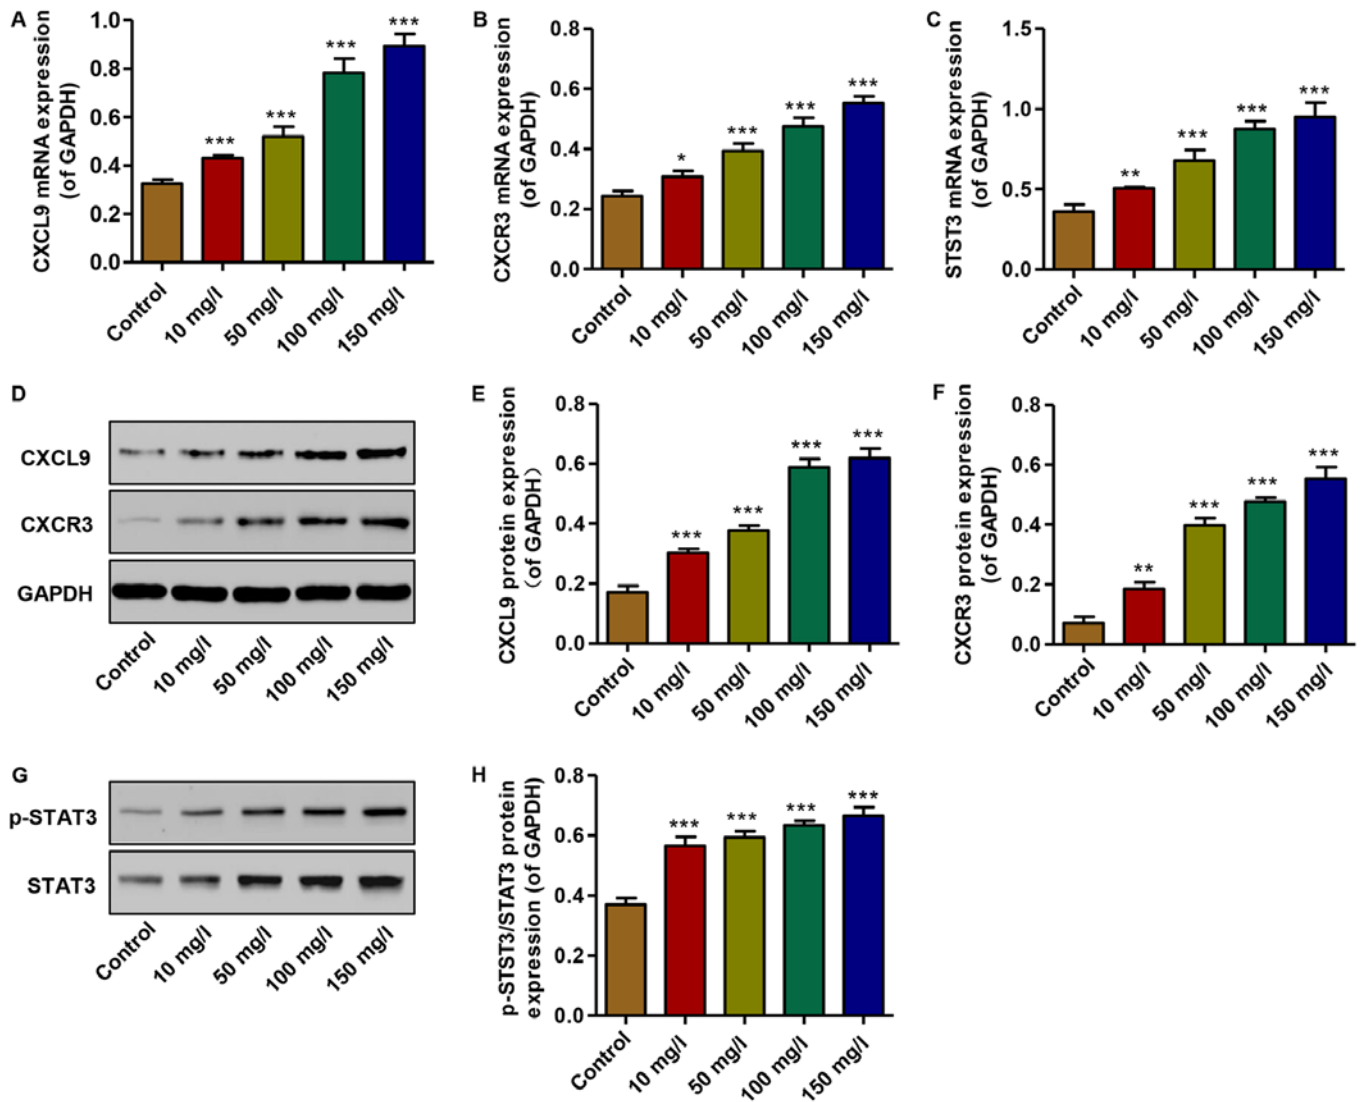 A
CXCL9 mRNA expression
(of GAPDH)
1.0
0.8
0.6
0.4
0.2
0.0
***
***
***
***
Control
10 mg/l
50 mg/l
100 mg/l
150 mg/l
B
CXCR3 mRNA expression
(of GAPDH)
0.8
0.6
0.4
0.2
0.0
*
***
***
***
Control
10 mg/l
50 mg/l
100 mg/l
150 mg/l
C
STST3 mRNA expression
(of GAPDH)
1.5
1.0
0.5
0.0
**
***
***
***
Control
10 mg/l
50 mg/l
100 mg/l
150 mg/l
D
CXCL9
CXCR3
GAPDH
Control
10 mg/l
50 mg/l
100 mg/l
150 mg/l
E
CXCL9 protein expression
(of GAPDH)
0.8
0.6
0.4
0.2
0.0
***
***
***
***
Control
10 mg/l
50 mg/l
100 mg/l
150 mg/l
F
CXCR3 protein expression
(of GAPDH)
0.8
0.6
0.4
0.2
0.0
**
***
***
***
Control
10 mg/l
50 mg/l
100 mg/l
150 mg/l
G
p-STAT3
STAT3
Control
10 mg/l
50 mg/l
100 mg/l
150 mg/l
H
p-STST3/STAT3 protein
expression (of GAPDH)
0.8
0.6
0.4
0.2
0.0
***
***
***
***
Control
10 mg/l
50 mg/l
100 mg/l
150 mg/l